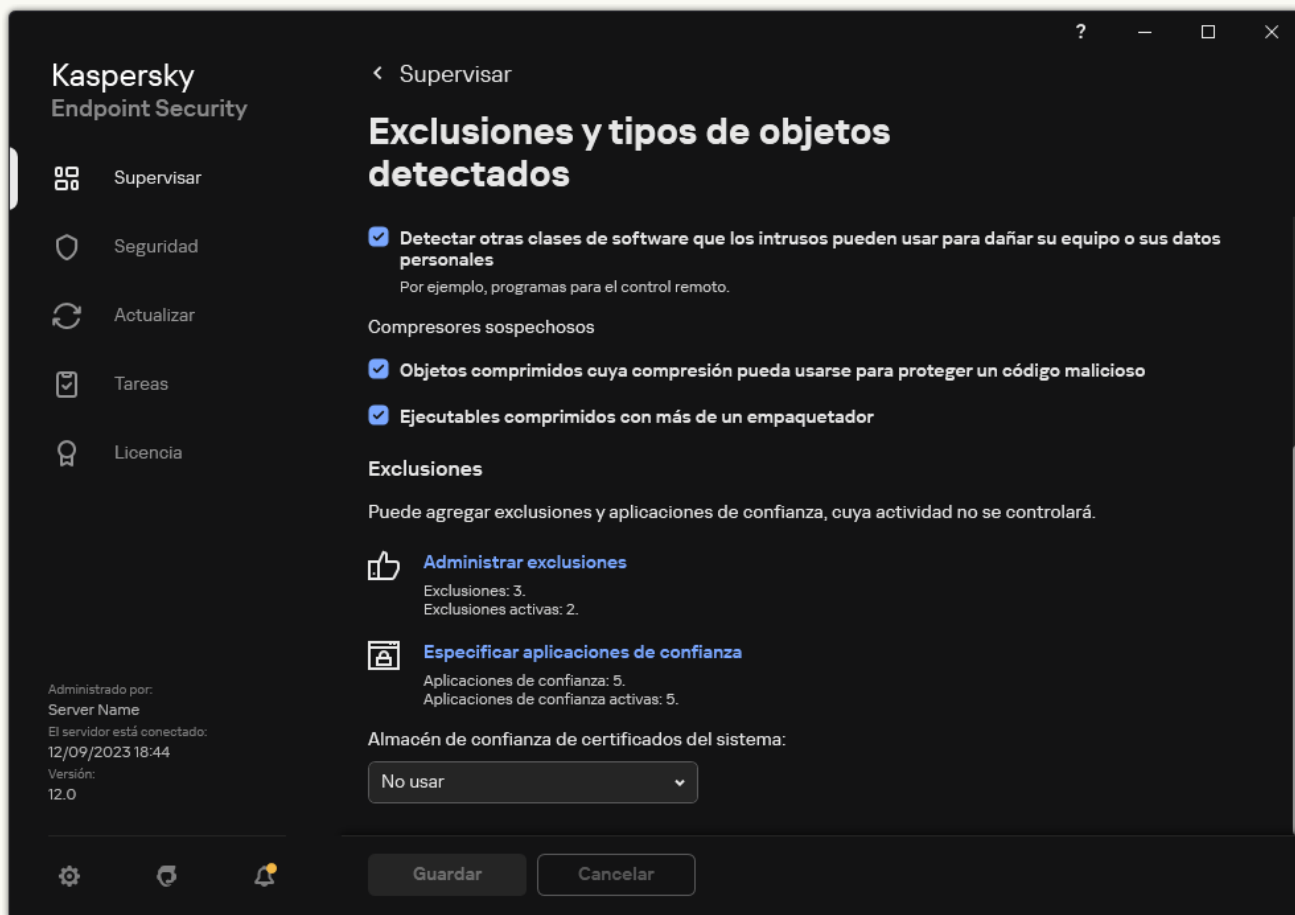 ?
Kaspersky
Endpoint Security
Supervisar
Seguridad
Actualizar
Tareas
Licencia
Administrado por:
Server Name
El servidor está conectado:
12/09/2023 18:44
Versión:
12.0
Supervisar
Exclusiones y tipos de objetos
detectados
Detectar otras clases de software que los intrusos pueden usar para dañar su equipo o sus datos
personales
Por ejemplo, programas para el control remoto.
Compresores sospechosos
Objetos comprimidos cuya compresión pueda usarse para proteger un código malicioso
Ejecutables comprimidos con más de un empaquetador
Exclusiones
Puede agregar exclusiones y aplicaciones de confianza, cuya actividad no se controlará.
Administrar exclusiones
Exclusiones: 3.
Exclusiones activas: 2.
Especificar aplicaciones de confianza
Aplicaciones de confianza: 5.
Aplicaciones de confianza activas: 5.
Almacén de confianza de certificados del sistema:
No usar
Guardar
Cancelar